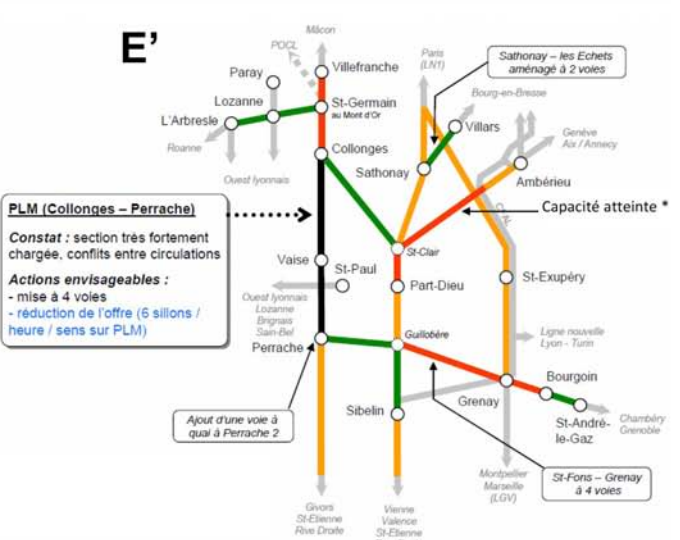 E’
Mâcon
POCL
Villefranche
Paray
Lozanne
St-Germain
au Mont d'Or
L'Arbresle
Roanne
Ouest lyonnais
Collonges
Paris
(LN1)
Sathonay – les Echets
aménagé à 2 voies
Bourg-en-Bresse
Villars
Genève
Aix / Annecy
Sathonay
Ambérieu
Capacité atteinte *
PLM (Collonges – Perrache)
Constat : section très fortement
chargée, conflits entre circulations
Actions envisageables :
- mise à 4 voies
- réduction de l'offre (6 sillons /
heure / sens sur PLM)
St-Clair
Vaise
St-Paul
Part-Dieu
St-Exupéry
Ouest lyonnais
Lozanne
Brignais
Sain-Bel
Perrache
Guillotière
Ligne nouvelle
Lyon - Turin
Bourgoin
Grenay
Sibelin
St-André-
le-Gaz
Chambéry
Grenoble
Ajout d'une voie à
quai à Perrache 2
Montpellier
Marseille
(LGV)
St-Fons – Grenay
à 4 voies
Givors
St-Etienne
Rive Droite
Vienne
Valence
St-Etienne